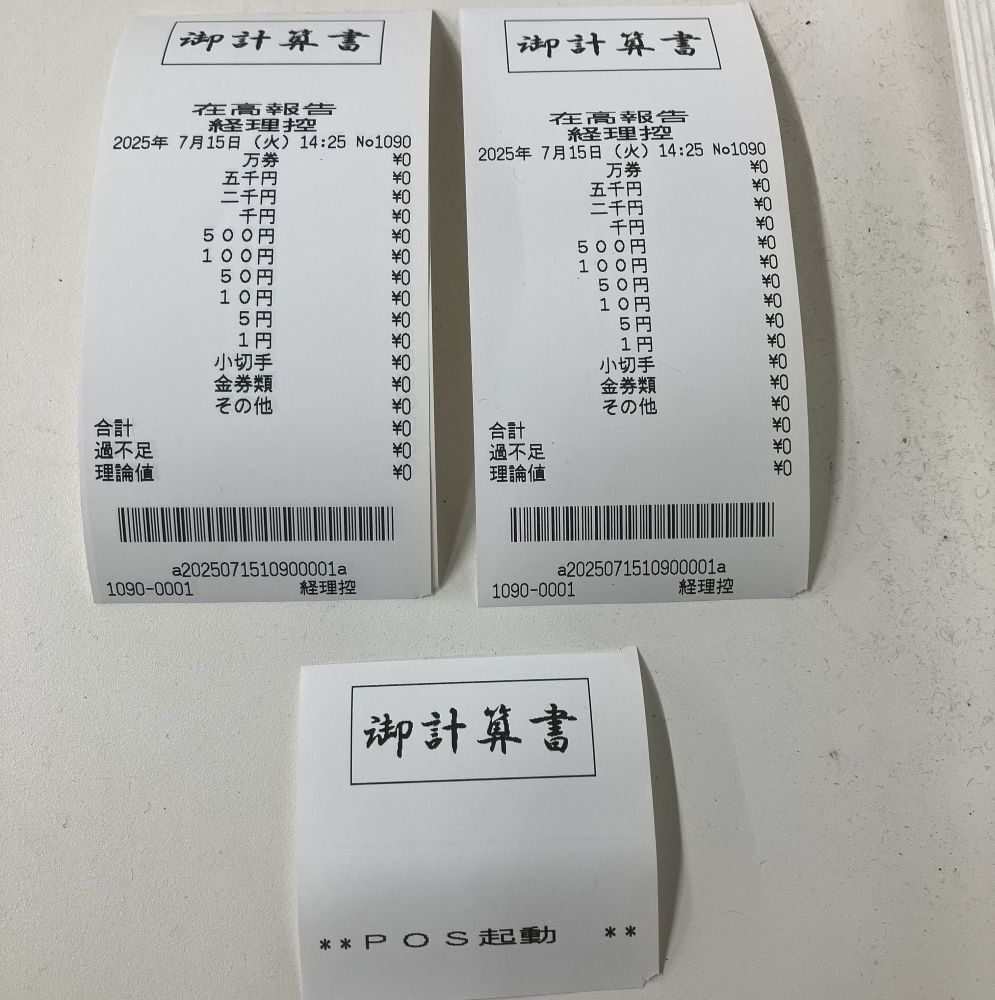 御計算書
在高報告
経理控
2025年 7月15日 (火) 14:25 No1090
万券 ¥0
五千円 ¥0
二千円 ¥0
千円 ¥0
500円 ¥0
100円 ¥0
50円 ¥0
10円 ¥0
5円 ¥0
1円 ¥0
小切手 ¥0
金券類 ¥0
その他 ¥0
合計 ¥0
過不足 ¥0
理論値 ¥0
a2025071510900001a
1090-0001 経理控
御計算書
在高報告
経理控
2025年 7月15日 (火) 14:25 No1090
万券 ¥0
五千円 ¥0
二千円 ¥0
千円 ¥0
500円 ¥0
100円 ¥0
50円 ¥0
10円 ¥0
5円 ¥0
1円 ¥0
小切手 ¥0
金券類 ¥0
その他 ¥0
合計 ¥0
過不足 ¥0
理論値 ¥0
a2025071510900001a
1090-0001 経理控
御計算書
**POS起動 **